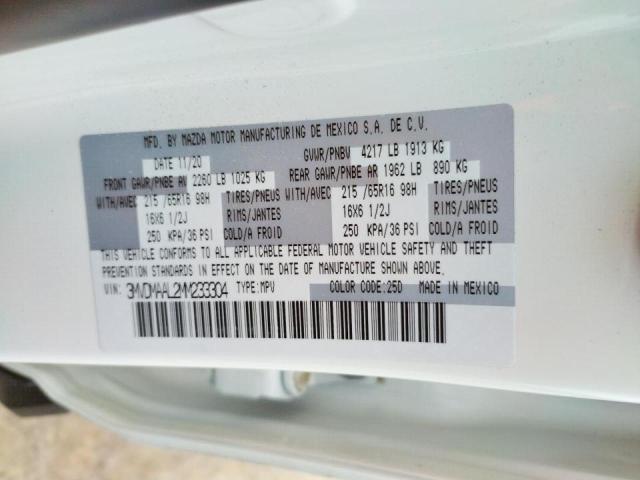 MFD. BY MAZDA MOTOR MANUFACTURING DE MEXICO S.A. DE C.V.
DATE 11/20 GVWR/PNBV 4217 LB 1913 KG
FRONT GAWR/PNBE AV 2260 LB 1025 KG REAR GAWR/PNBE AR 1962 LB 890 KG
WITH/AVEC 215 /65R16 98H TIRES/PNEUS WITH/AVEC 215 /65R16 98H TIRES/PNEUS
16X6 1/2J RIMS/JANTES 16X6 1/2J RIMS/JANTES
250 KPA/36 PSI COLD/A FROID 250 KPA/36 PSI COLD/A FROID
THIS VEHICLE CONFORMS TO ALL APPLICABLE FEDERAL MOTOR VEHICLE SAFETY AND THEFT
PREVENTION STANDARDS IN EFFECT ON THE DATE OF MANUFACTURE SHOWN ABOVE.
VIN: 3MVDMAAL2MM233304 TYPE:MPV COLOR CODE:25D MADE IN MEXICO